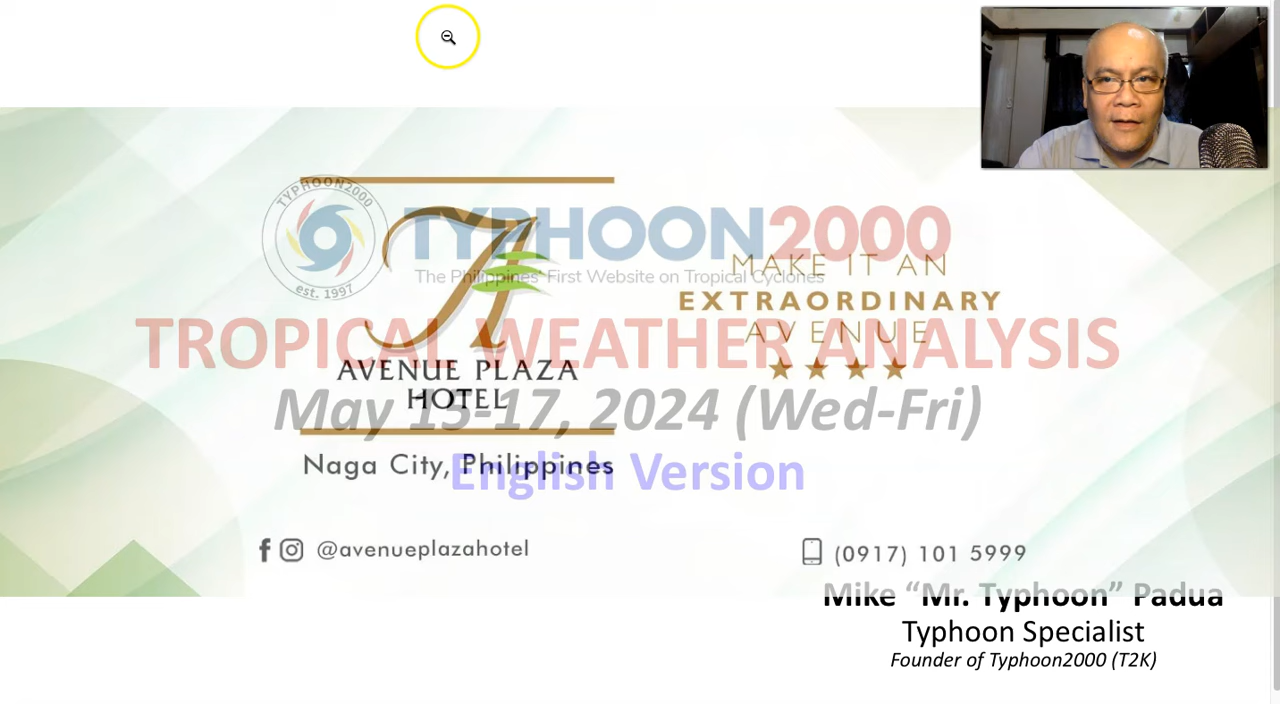 TYPHOON2000
est. 1997
TYPHOON2000
The Philippines' First Website on Tropical Cyclones
MAKE IT AN
EXTRAORDINARY
AVENUE
TROPICAL WEATHER ANALYSIS
AVENUE PLAZA
HOTEL
May 15-17, 2024 (Wed-Fri)
Naga City, Philippines
English Version
@avenueplazahotel
(0917) 101 5999
Mike “Mr. Typhoon” Padua
Typhoon Specialist
Founder of Typhoon2000 (T2K)